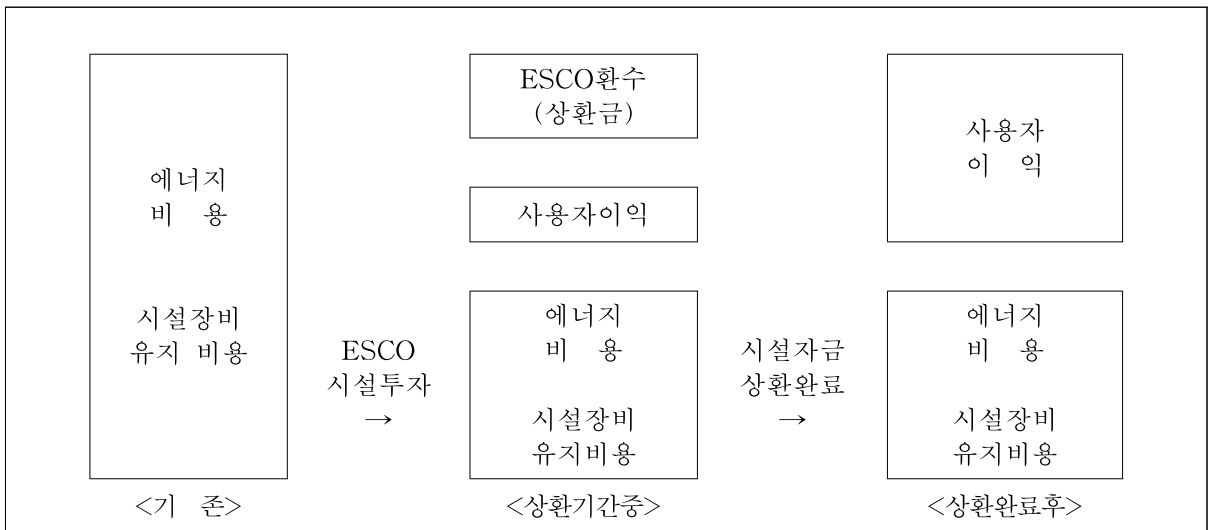 에너지
비 용
시설장비
유지 비용
<기 존>
ESCO
시설투자
→
ESCO환수
(상환금)
사용자이익
에너지
비 용
시설장비
유지비용
<상환기간중>
시설자금
상환완료
→
사용자
이 익
에너지
비 용
시설장비
유지비용
<상환완료후>